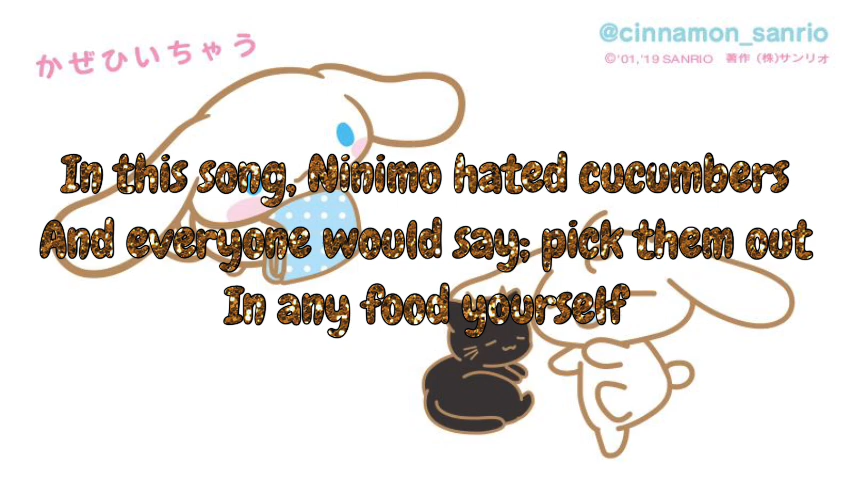 かぜひいちゃう
@cinnamon_sanrio
©'01,'19 SANRIO 著作 (株)サンリオ
In this song, Ninimo hated cucumbers
And everyone would say; pick them out
In any food yourself